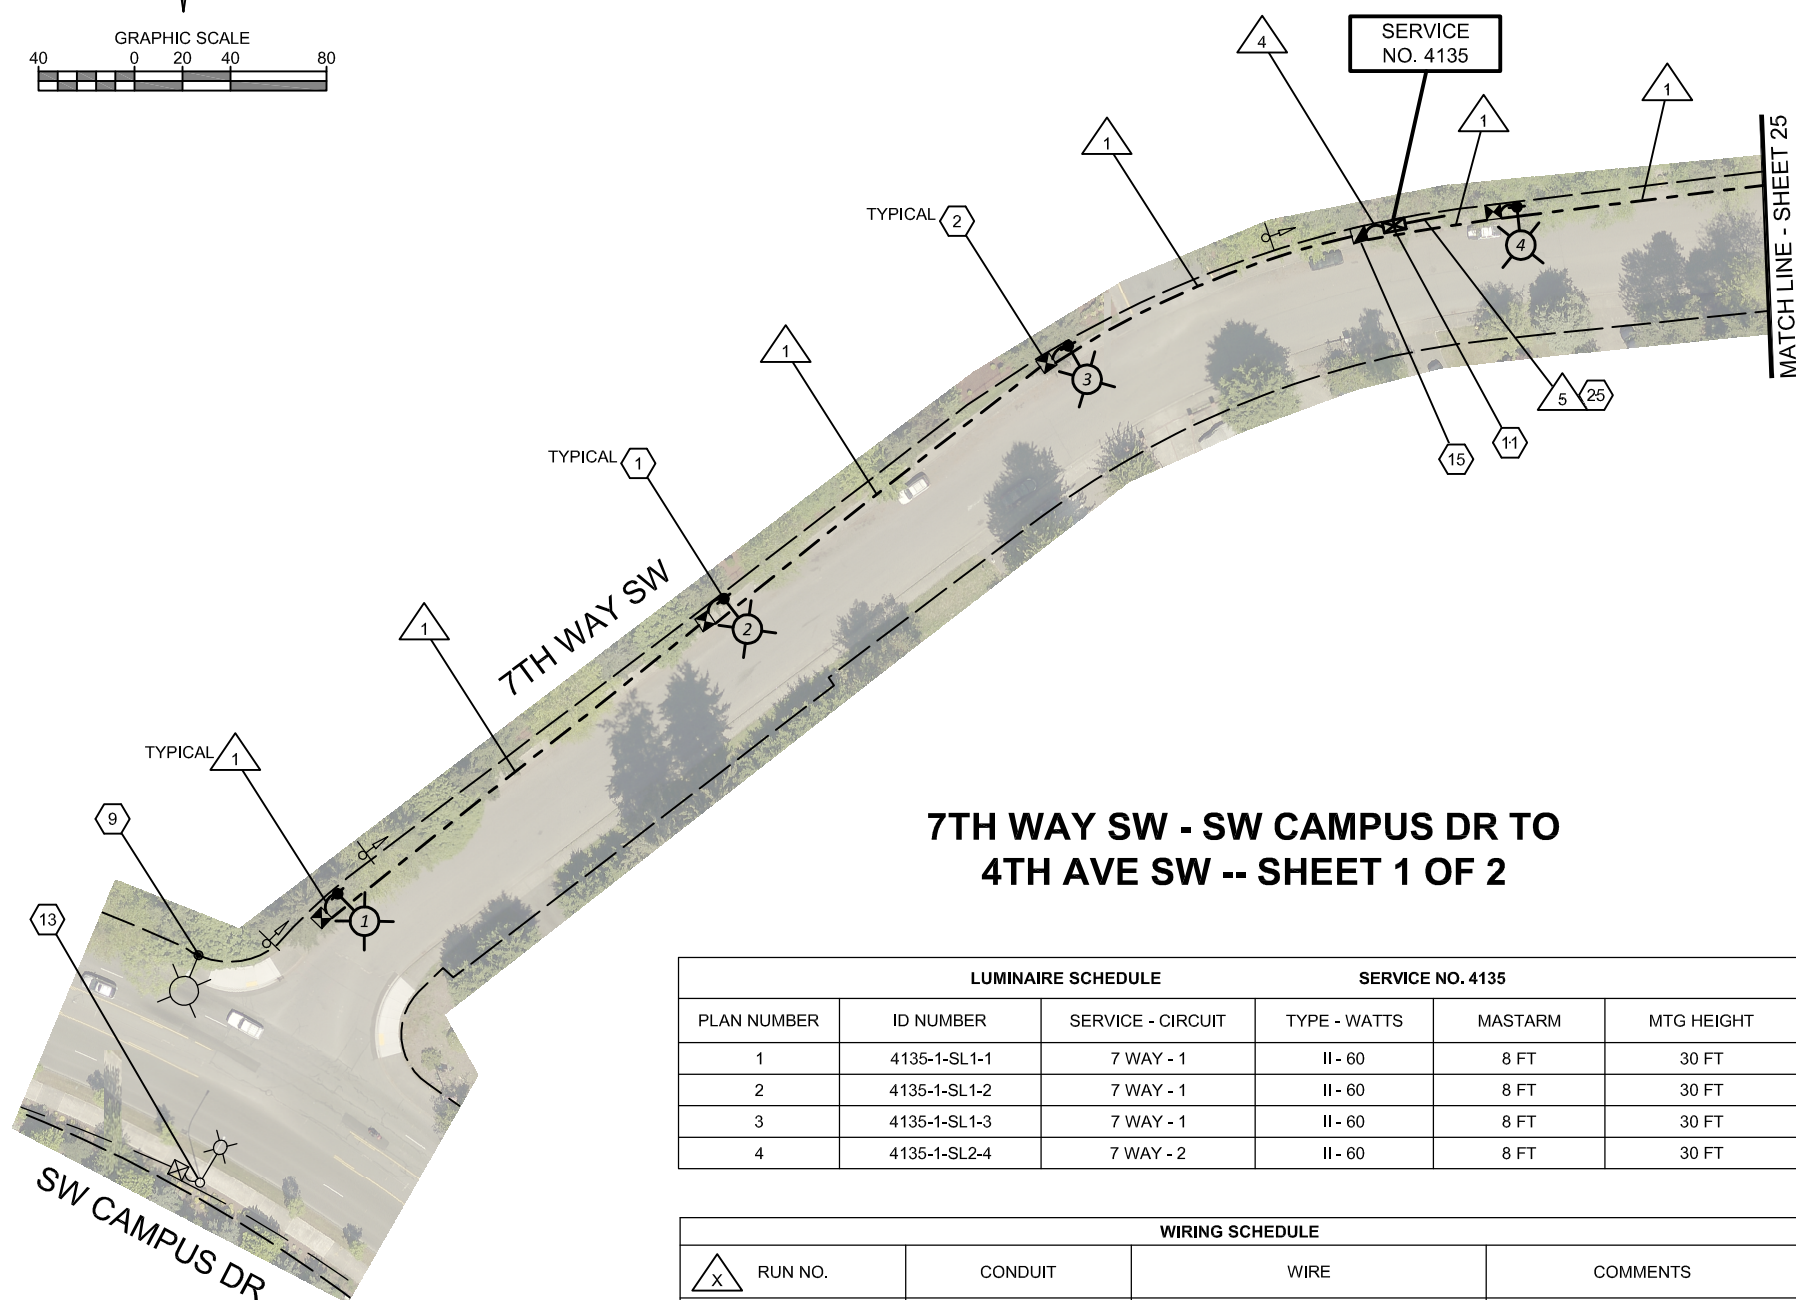 GRAPHIC SCALE
40 0 20 40 80
4
SERVICE
NO. 4135
1
1
1
MATCH LINE - SHEET 25
TYPICAL 2
4
1
3
5 25
15
11
TYPICAL 1
2
7TH WAY SW
1
TYPICAL 1
9
1
13
SW CAMPUS DR
7TH WAY SW - SW CAMPUS DR TO
4TH AVE SW -- SHEET 1 OF 2
LUMINAIRE SCHEDULE SERVICE NO. 4135
PLAN NUMBER ID NUMBER SERVICE - CIRCUIT TYPE - WATTS MASTARM MTG HEIGHT
1 4135-1-SL1-1 7 WAY - 1 II - 60 8 FT 30 FT
2 4135-1-SL1-2 7 WAY - 1 II - 60 8 FT 30 FT
3 4135-1-SL1-3 7 WAY - 1 II - 60 8 FT 30 FT
4 4135-1-SL2-4 7 WAY - 2 II - 60 8 FT 30 FT
WIRING SCHEDULE
X RUN NO. CONDUIT WIRE COMMENTS